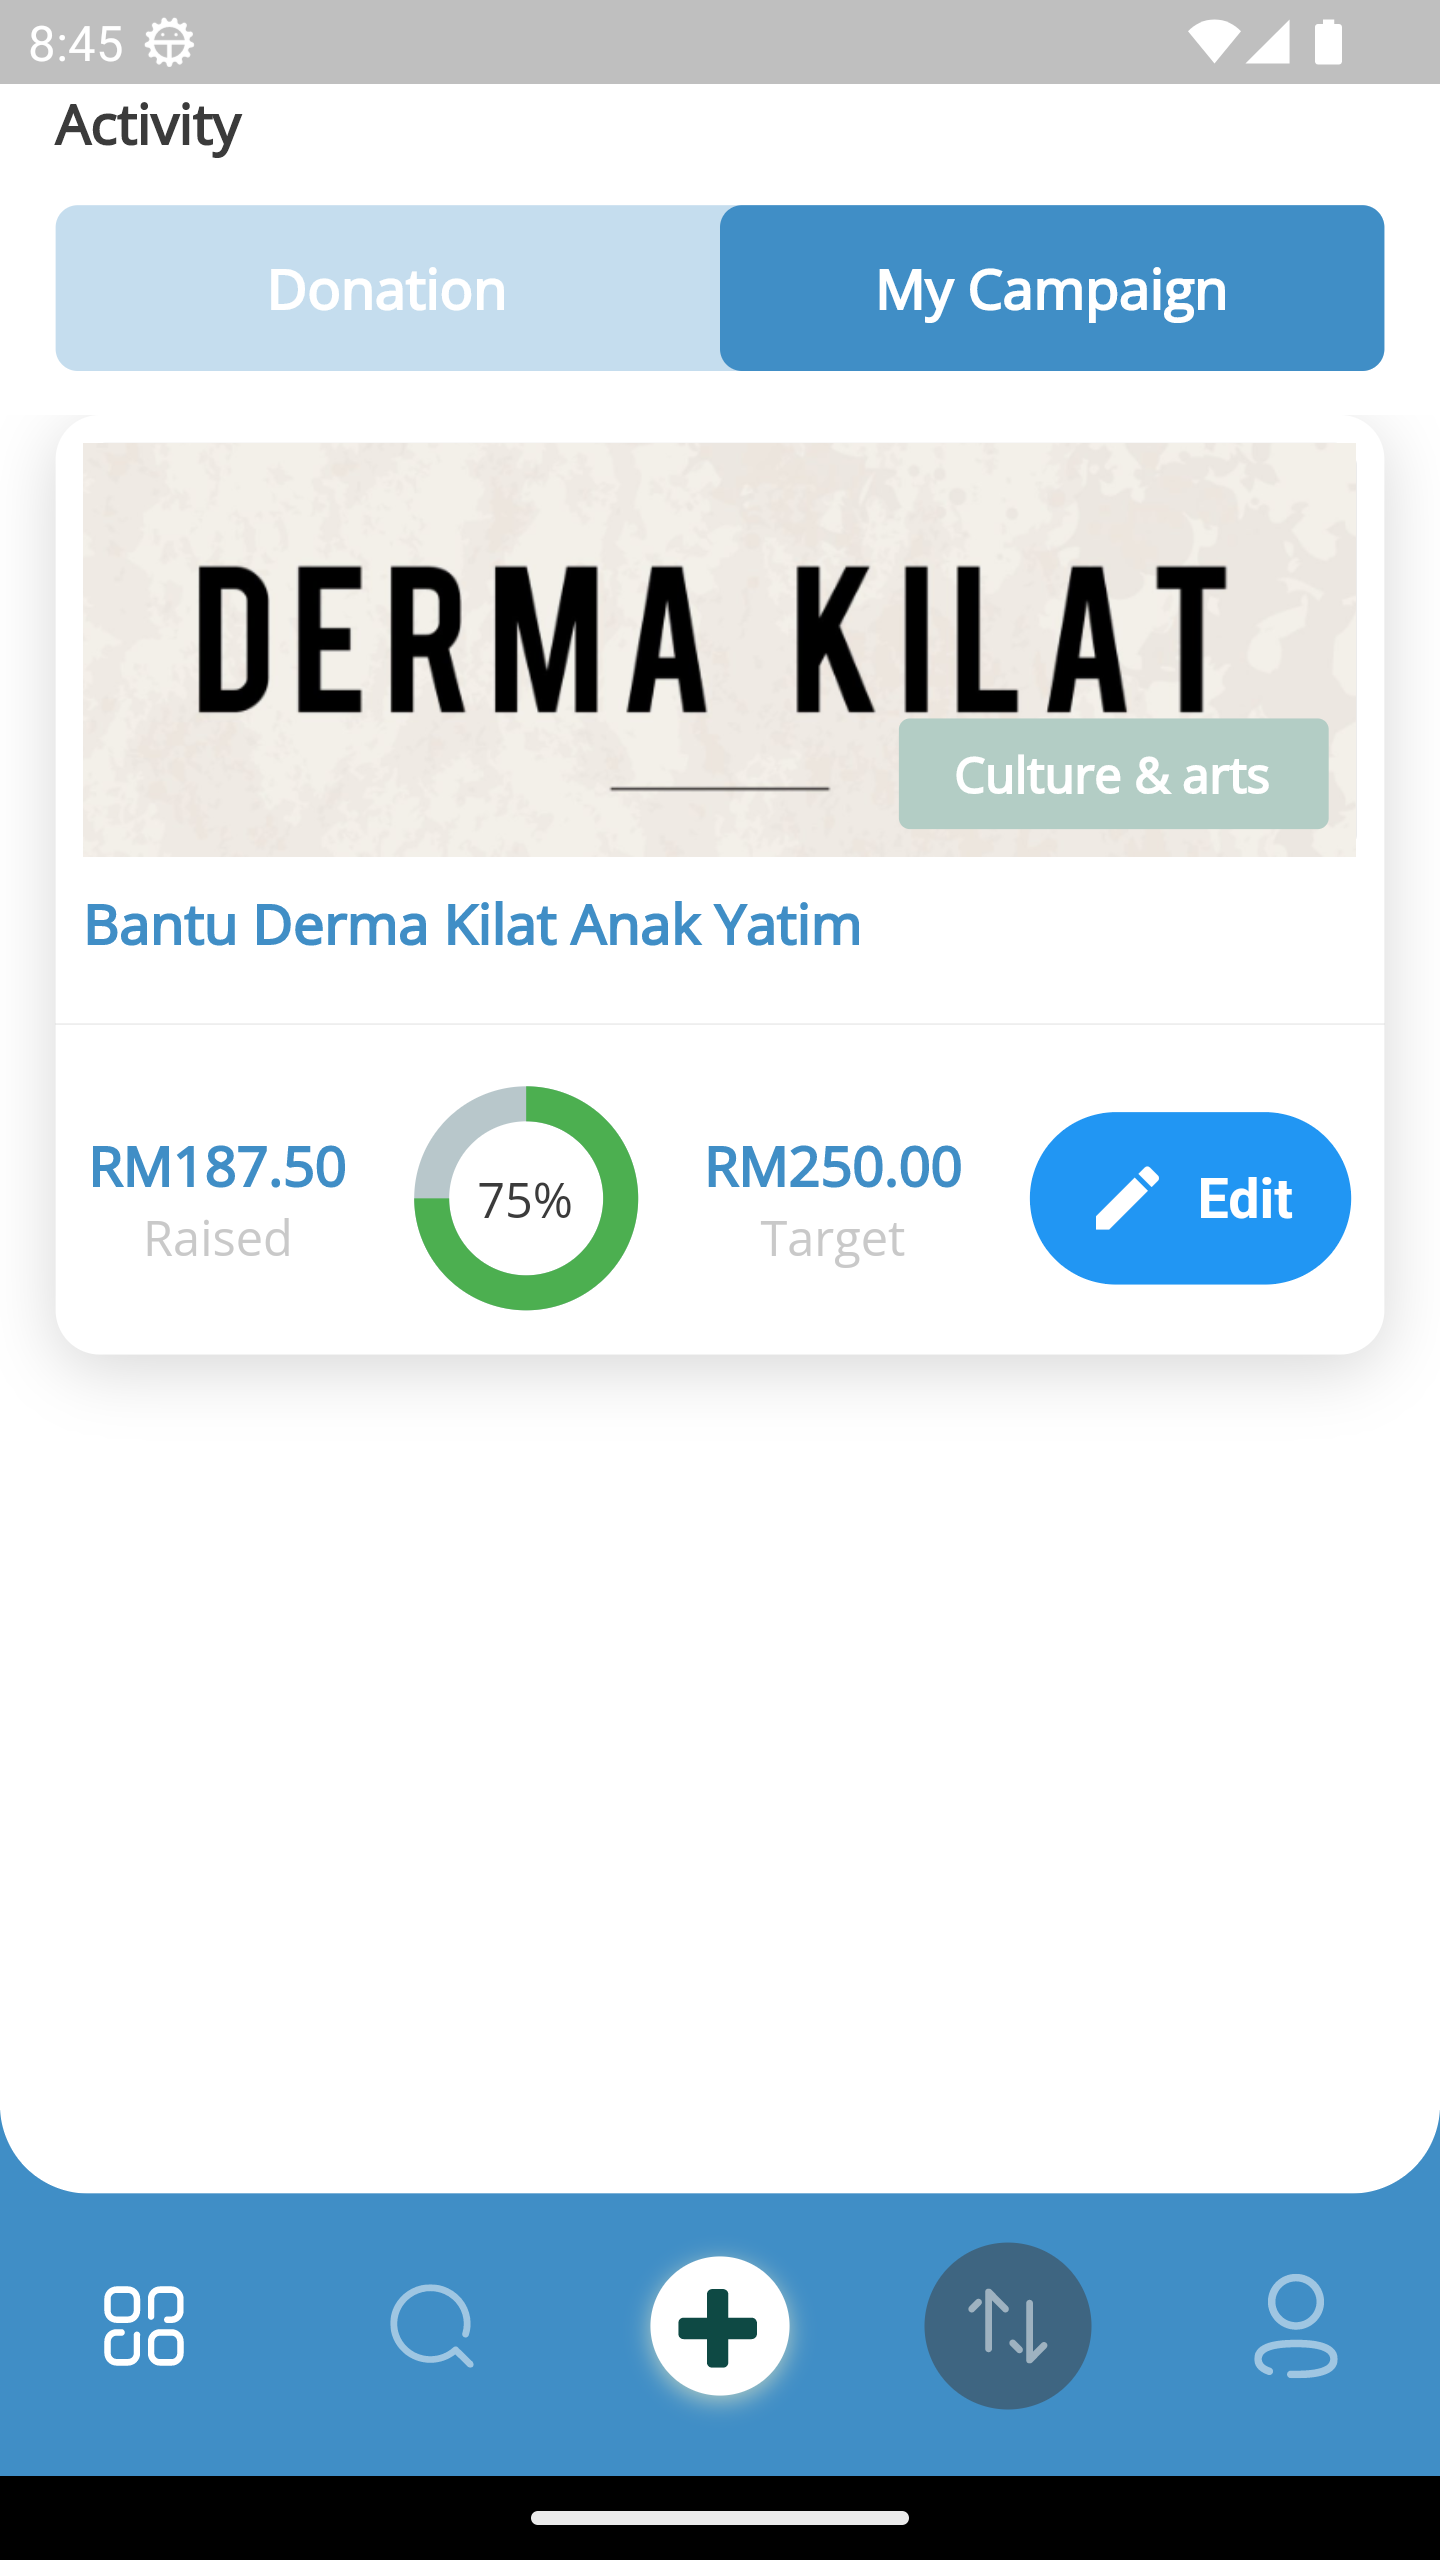 8:45
Activity
Donation
My Campaign
DERMA KILAT
Culture & arts
Bantu Derma Kilat Anak Yatim
RM187.50
Raised
75%
RM250.00
Target
Edit